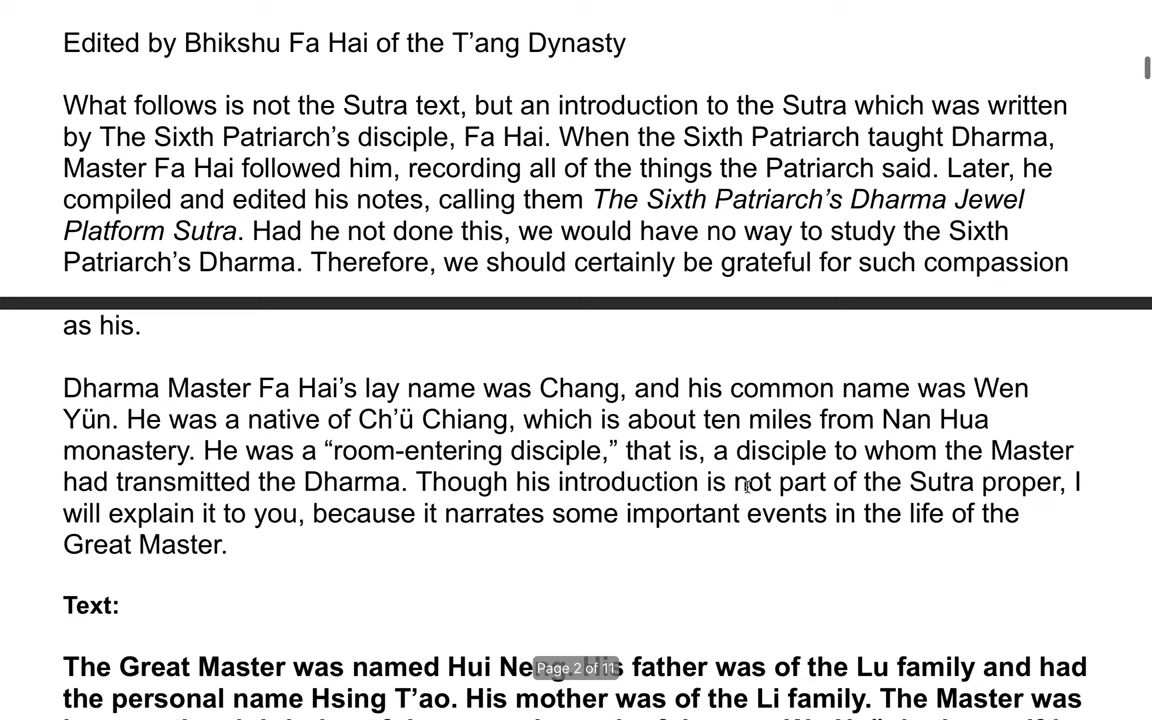 Edited by Bhikshu Fa Hai of the T’ang Dynasty
What follows is not the Sutra text, but an introduction to the Sutra which was written
by The Sixth Patriarch’s disciple, Fa Hai. When the Sixth Patriarch taught Dharma,
Master Fa Hai followed him, recording all of the things the Patriarch said. Later, he
compiled and edited his notes, calling them The Sixth Patriarch’s Dharma Jewel
Platform Sutra. Had he not done this, we would have no way to study the Sixth
Patriarch’s Dharma. Therefore, we should certainly be grateful for such compassion
as his.
Dharma Master Fa Hai’s lay name was Chang, and his common name was Wen
Yün. He was a native of Ch’ü Chiang, which is about ten miles from Nan Hua
monastery. He was a “room-entering disciple,” that is, a disciple to whom the Master
had transmitted the Dharma. Though his introduction is not part of the Sutra proper, I
will explain it to you, because it narrates some important events in the life of the
Great Master.
Text:
The Great Master was named Hui Neng. His father was of the Lu family and had
Page 2 of 11
the personal name Hsing T’ao. His mother was of the Li family. The Master was